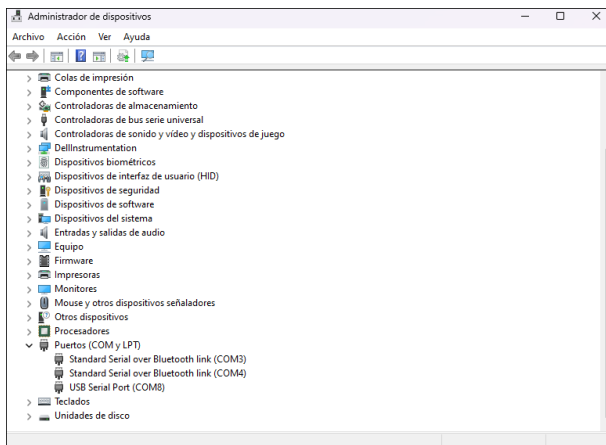 Administrador de dispositivos
Archivo Acción Ver Ayuda
Colas de impresión
Componentes de software
Controladoras de almacenamiento
Controladoras de bus serie universal
Controladoras de sonido y vídeo y dispositivos de juego
DellInstrumentation
Dispositivos biométricos
Dispositivos de interfaz de usuario (HID)
Dispositivos de seguridad
Dispositivos de software
Dispositivos del sistema
Entradas y salidas de audio
Equipo
Firmware
Impresoras
Monitores
Mouse y otros dispositivos señaladores
Otros dispositivos
Procesadores
Puertos (COM y LPT)
Standard Serial over Bluetooth link (COM3)
Standard Serial over Bluetooth link (COM4)
USB Serial Port (COM8)
Teclados
Unidades de disco